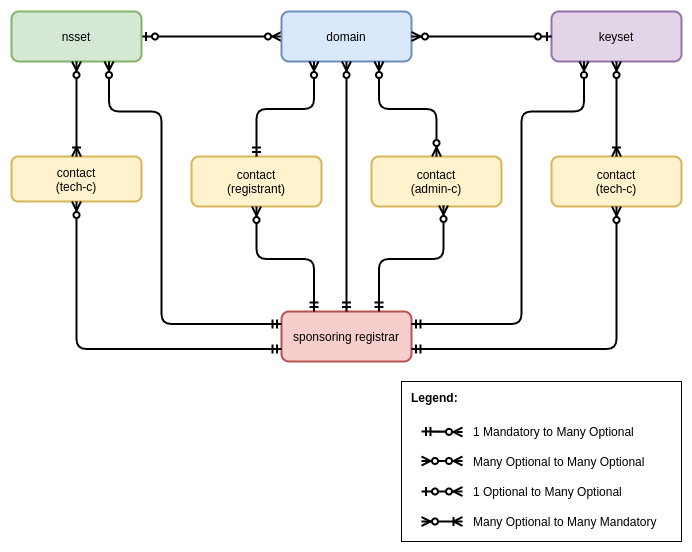 nsset
domain
keyset
contact
(tech-c)
contact
(registrant)
contact
(admin-c)
contact
(tech-c)
sponsoring registrar
Legend:
1 Mandatory to Many Optional
Many Optional to Many Optional
1 Optional to Many Optional
Many Optional to Many Mandatory